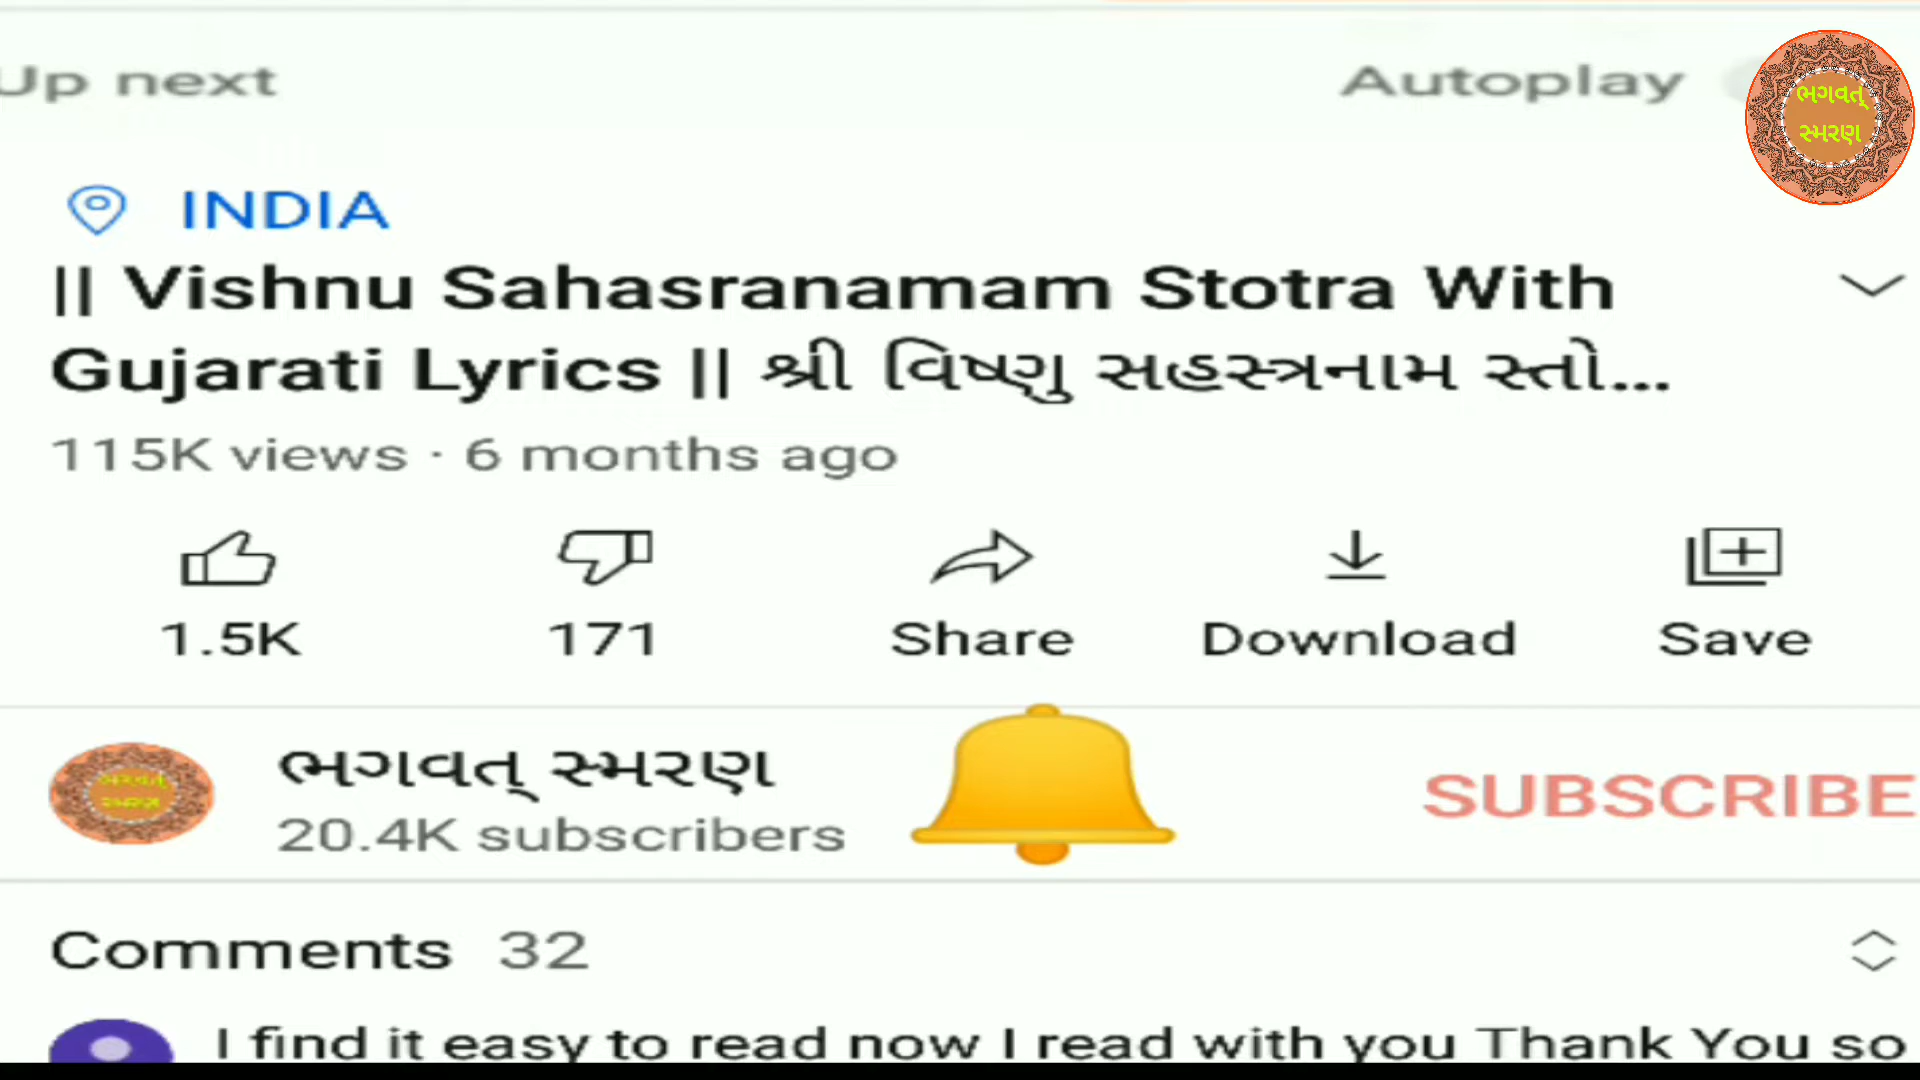 Up next
Autoplay
ભગવત્
સ્મરણ
INDIA
|| Vishnu Sahasranamam Stotra With
Gujarati Lyrics || શ્રી વિષ્ણુ સહસ્ત્રનામ સ્તો...
115K views · 6 months ago
1.5K
171
Share
Download
Save
ભગવત્ સ્મરણ
20.4K subscribers
SUBSCRIBE
ભગવત્
સ્મરણ
Comments 32
I find it easy to read now I read with you Thank You so